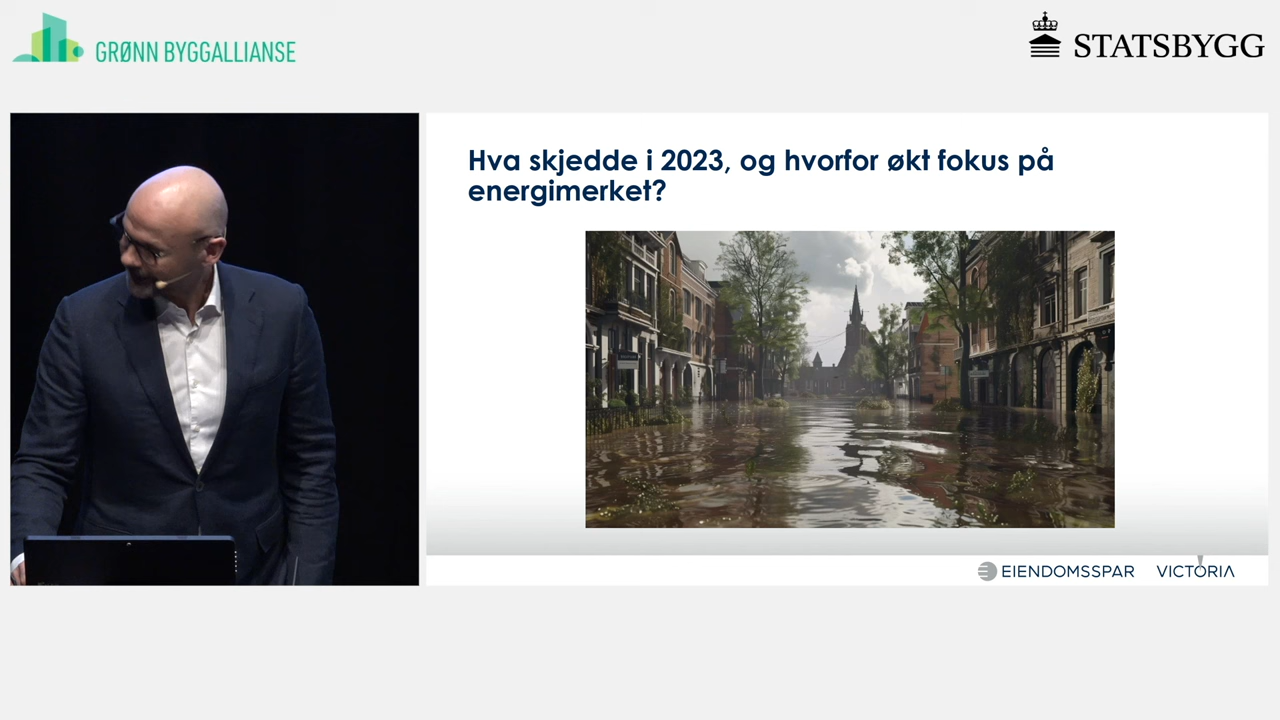 GRØNN BYGGALLIANSE
STATSBYGG
Hva skjedde i 2023, og hvorfor økt fokus på
energimerket?
EIENDOMSSPAR
VICTORIA